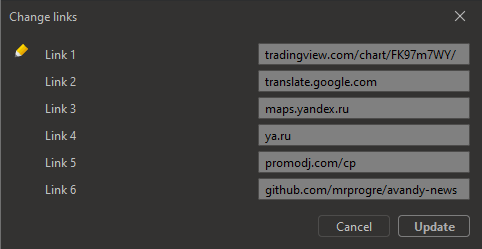 Change links
Link 1 tradingview.com/chart/FK97m7WY/
Link 2 translate.google.com
Link 3 maps.yandex.ru
Link 4 ya.ru
Link 5 promodj.com/cp
Link 6 github.com/mrprogre/avandy-news
Cancel Update